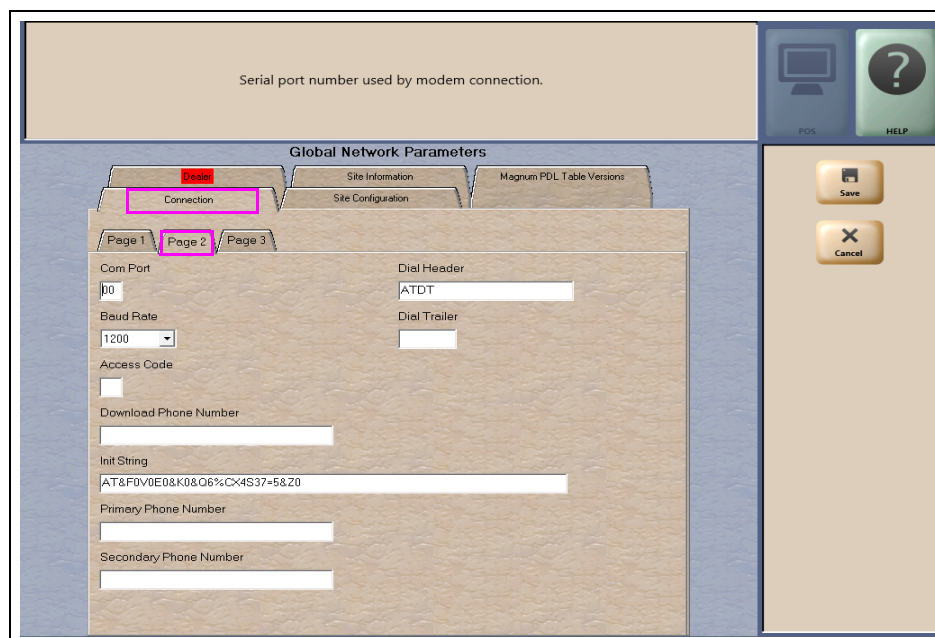 Serial port number used by modem connection.
POS
HELP
Global Network Parameters
Dealer
Site Information
Magnum PDL Table Versions
Connection
Site Configuration
Save
Cancel
Page 1
Page 2
Page 3
Com Port
00
Dial Header
ATDT
Baud Rate
1200
Dial Trailer
Access Code
Download Phone Number
Init String
AT&F0V0E0&K0&Q6%CX4S37=5&Z0
Primary Phone Number
Secondary Phone Number